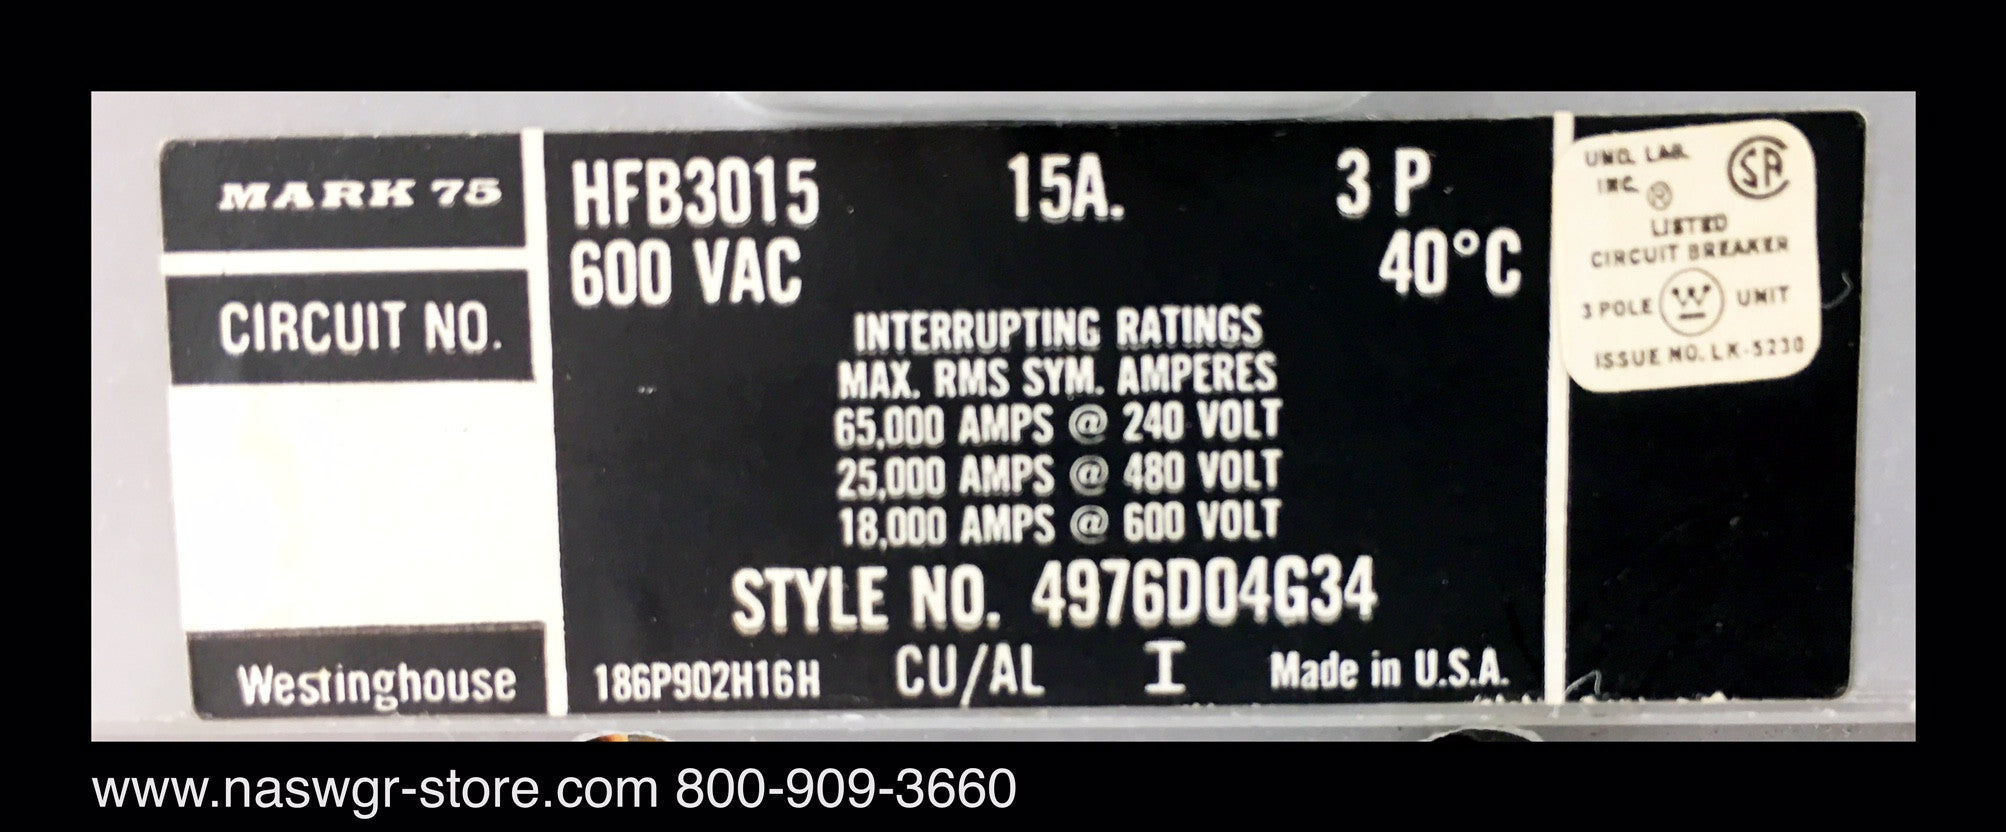 MARK 75
CIRCUIT NO.
Westinghouse
HFB3015 15A. 3 P
600 VAC 40°C
INTERRUPTING RATINGS
MAX. RMS SYM. AMPERES
65,000 AMPS @ 240 VOLT
25,000 AMPS @ 480 VOLT
18,000 AMPS @ 600 VOLT
STYLE NO. 4976D04G34
186P902H16H CU/AL I Made in U.S.A.
UND. LAB. SA
INC. ®
LISTED
CIRCUIT BREAKER
3 POLE W UNIT
ISSUE NO. LK-5230
www.naswgr-store.com 800-909-3660